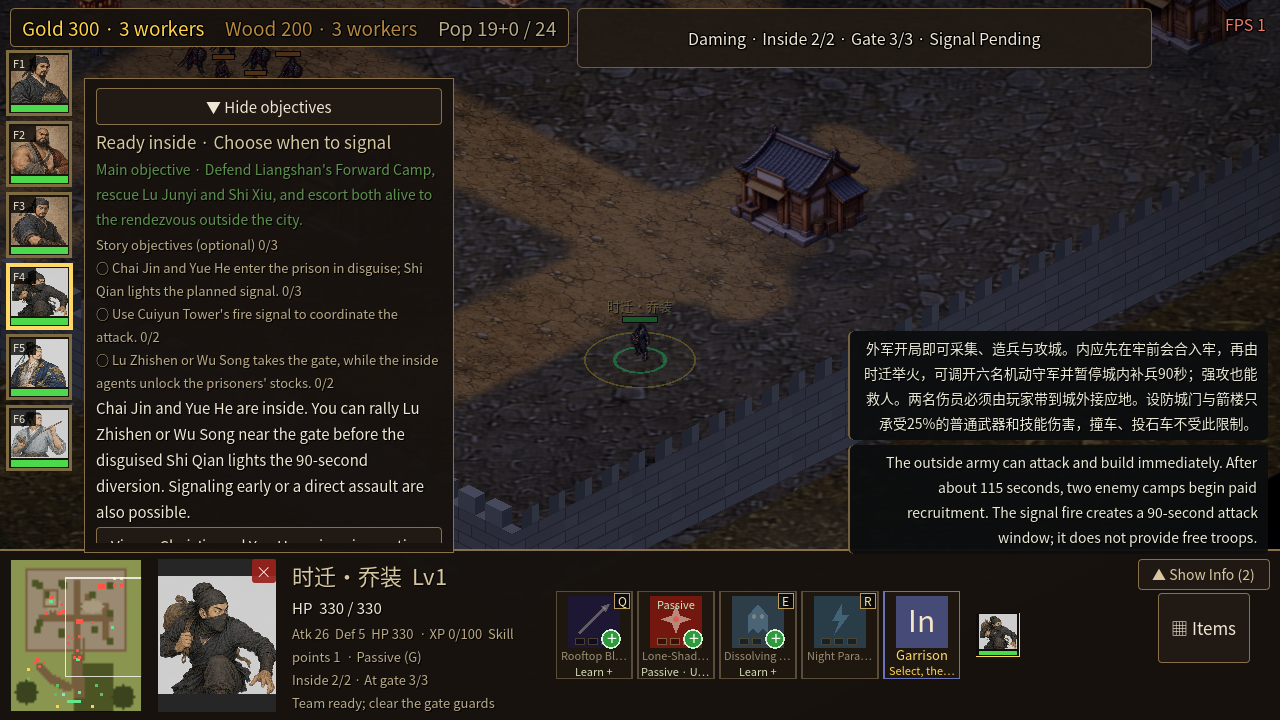 Gold 300 · 3 workers Wood 200 · 3 workers Pop 19+0 / 24
Daming · Inside 2/2 · Gate 3/3 · Signal Pending
FPS 1
F1
F2
F3
F4
F5
F6
▼ Hide objectives
Ready inside · Choose when to signal
Main objective · Defend Liangshan's Forward Camp,
rescue Lu Junyi and Shi Xiu, and escort both alive to
the rendezvous outside the city.
Story objectives (optional) 0/3
○ Chai Jin and Yue He enter the prison in disguise; Shi
Qian lights the planned signal. 0/3
○ Use Cuiyun Tower's fire signal to coordinate the
attack. 0/2
○ Lu Zhishen or Wu Song takes the gate, while the inside
agents unlock the prisoners' stocks. 0/2
Chai Jin and Yue He are inside. You can rally Lu
Zhishen or Wu Song near the gate before the
disguised Shi Qian lights the 90-second
diversion. Signaling early or a direct assault are
also possible.
时迁·乔装
外军开局即可采集、造兵与攻城。内应先在牢前会合入牢，再由
时迁举火，可调开六名机动守军并暂停城内补兵90秒；强攻也能
救人。两名伤员必须由玩家带到城外接应地。设防城门与箭楼只
承受25%的普通武器和技能伤害，撞车、投石车不受此限制。
The outside army can attack and build immediately. After
about 115 seconds, two enemy camps begin paid
recruitment. The signal fire creates a 90-second attack
window; it does not provide free troops.
▲ Show Info (2)
时迁·乔装 Lv1
HP 330 / 330
Atk 26 Def 5 HP 330 · XP 0/100 Skill
points 1 · Passive (G)
Inside 2/2 · At gate 3/3
Team ready; clear the gate guards
Q
Rooftop Bl…
Learn +
Passive
Lone-Shad…
Passive · U…
E
Dissolving …
Learn +
R
Night Para…
In
Garrison
Select, the…
Items